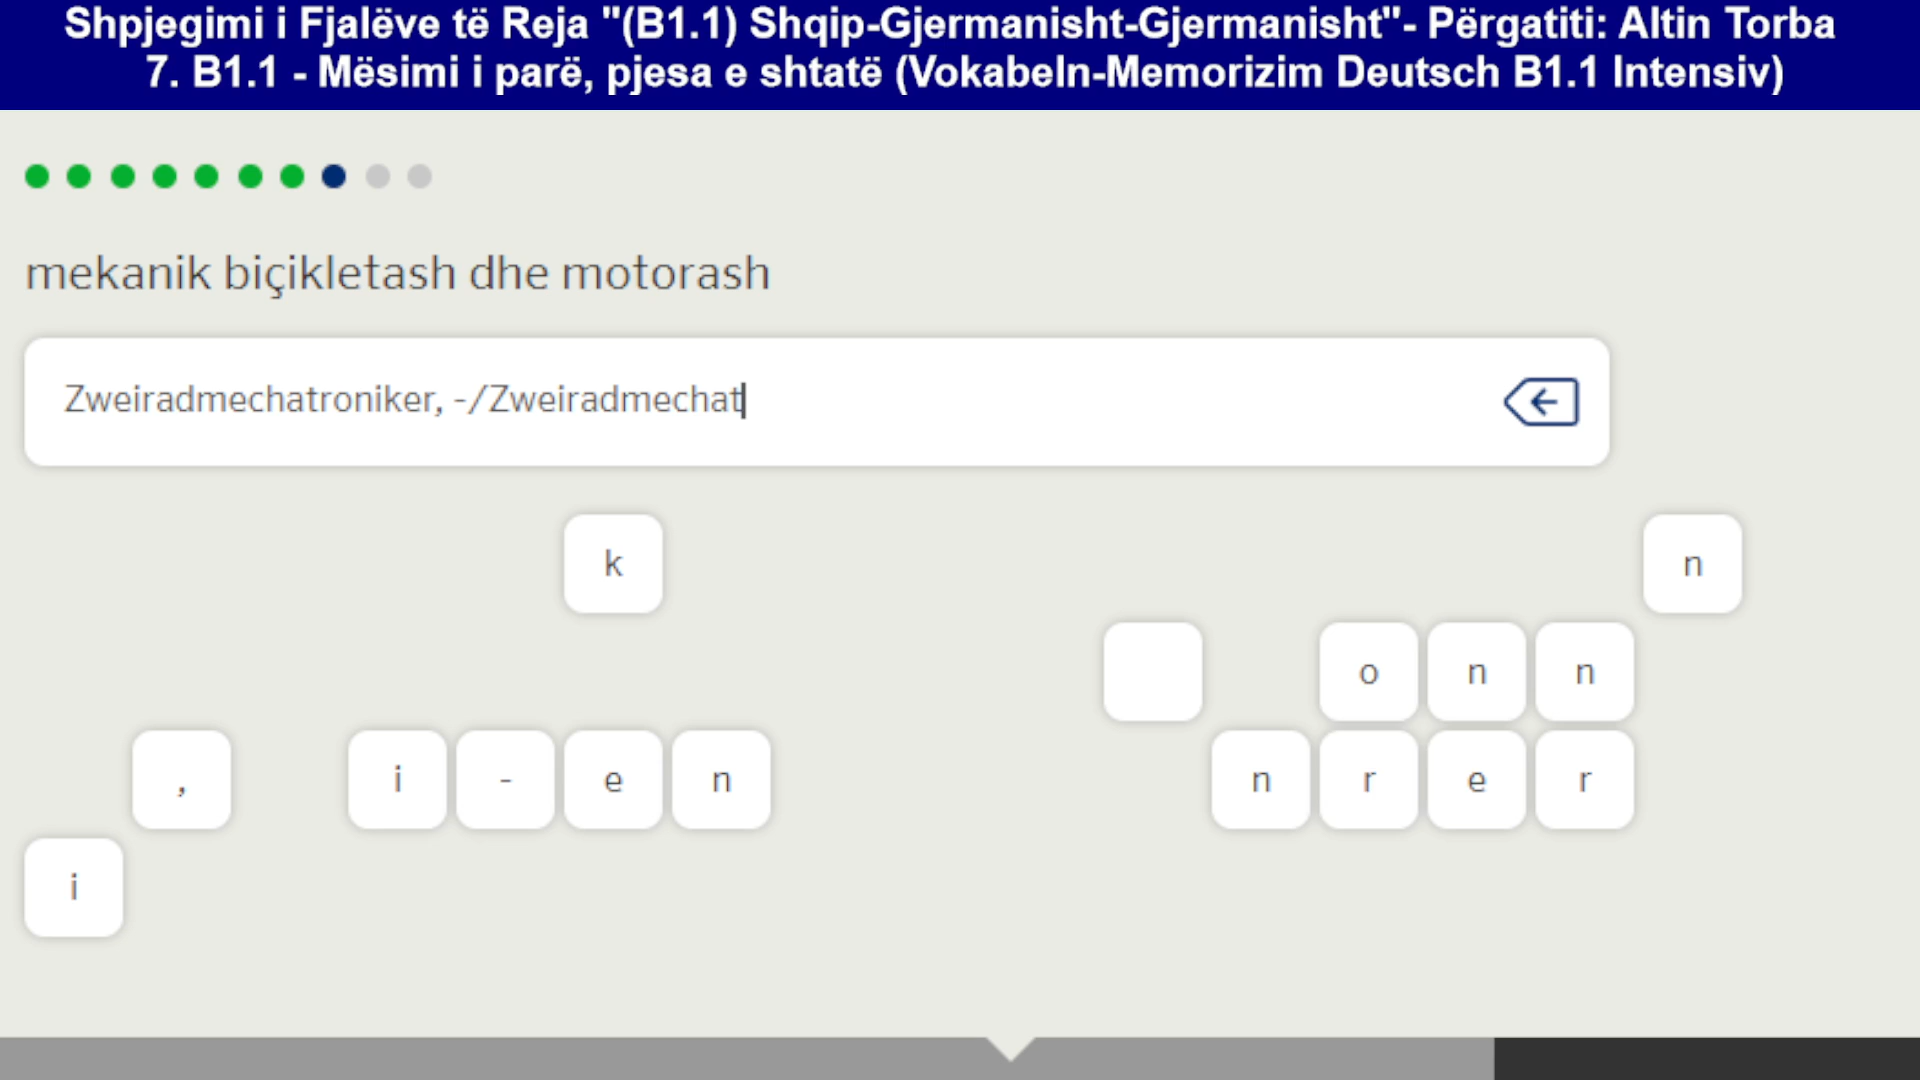 Shpjegimi i Fjalëve të Reja "(B1.1) Shqip-Gjermanisht-Gjermanisht"- Përgatiti: Altin Torba
7. B1.1 - Mësimi i parë, pjesa e shtatë (Vokabeln-Memorizim Deutsch B1.1 Intensiv)
mekanik biçikletash dhe motorash
Zweiradmechatroniker, -/Zweiradmechat
k n
o n n
, i - e n n r e r
i